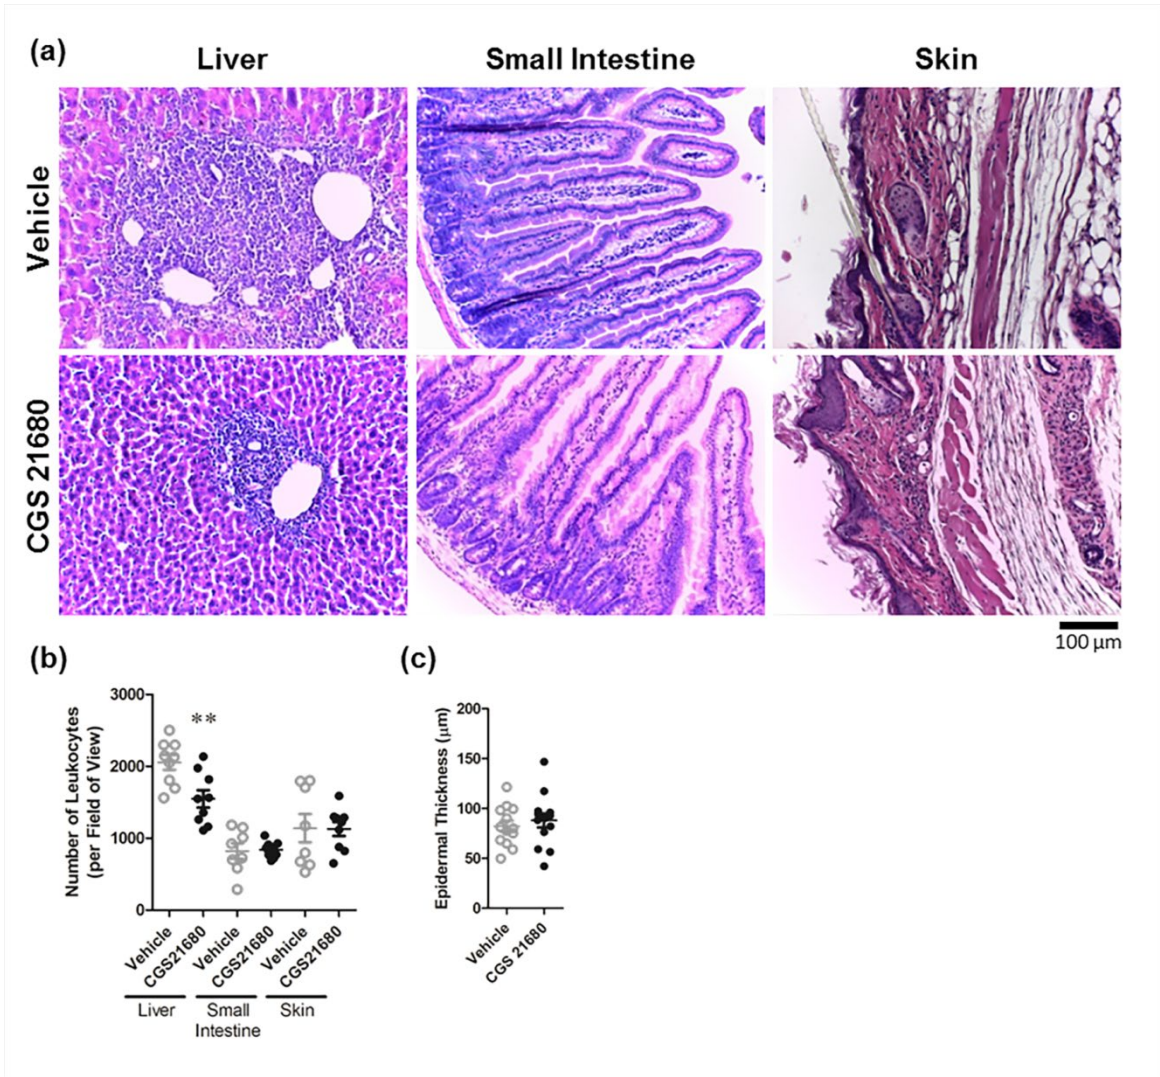 (a)
Liver
Small Intestine
Skin
Vehicle
CGS 21680
100 µm
(b)
Number of Leukocytes
(per Field of View)
3000
2000
1000
0
**
Vehicle
CGS21680
Vehicle
CGS21680
Vehicle
CGS21680
Liver
Small
Intestine
Skin
(c)
Epidermal Thickness (µm)
200
150
100
50
0
Vehicle
CGS 21680